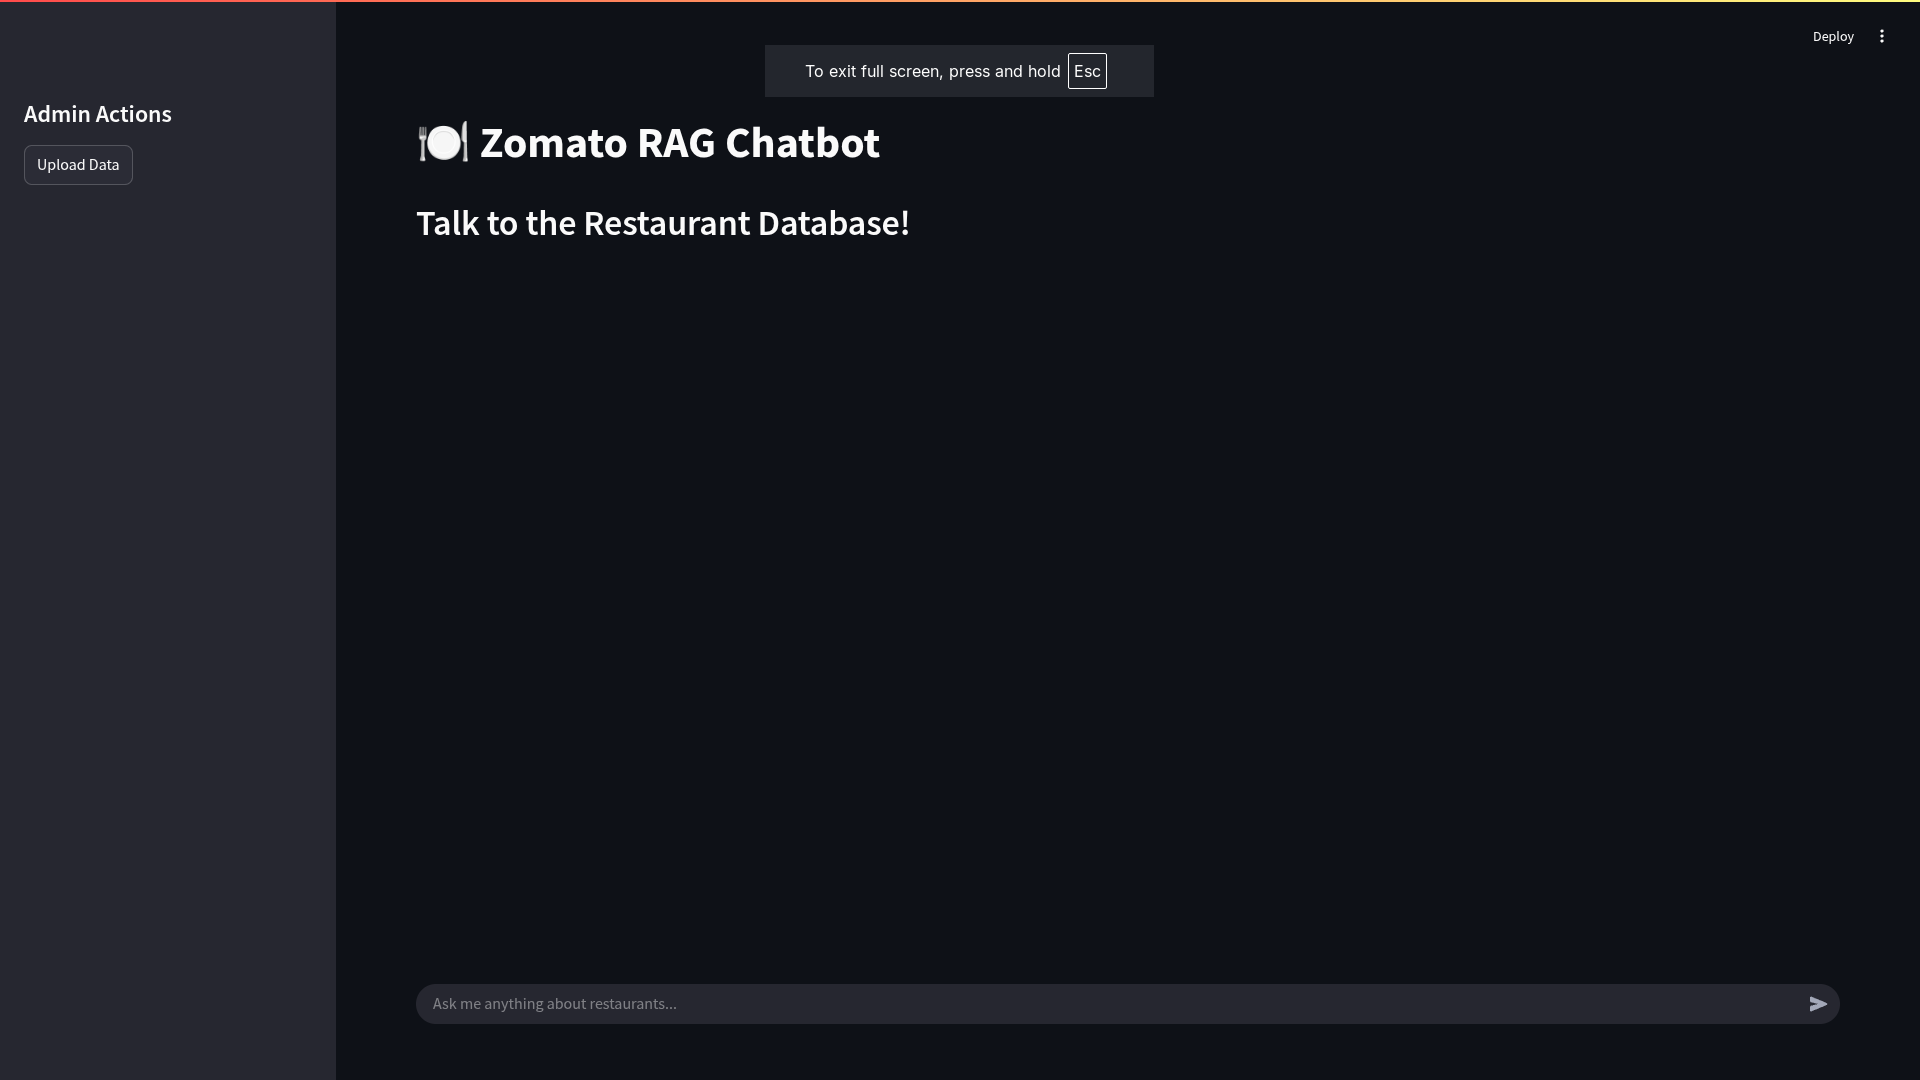 Deploy
To exit full screen, press and hold Esc
Admin Actions
Upload Data
🍽️ Zomato RAG Chatbot
Talk to the Restaurant Database!
Ask me anything about restaurants...